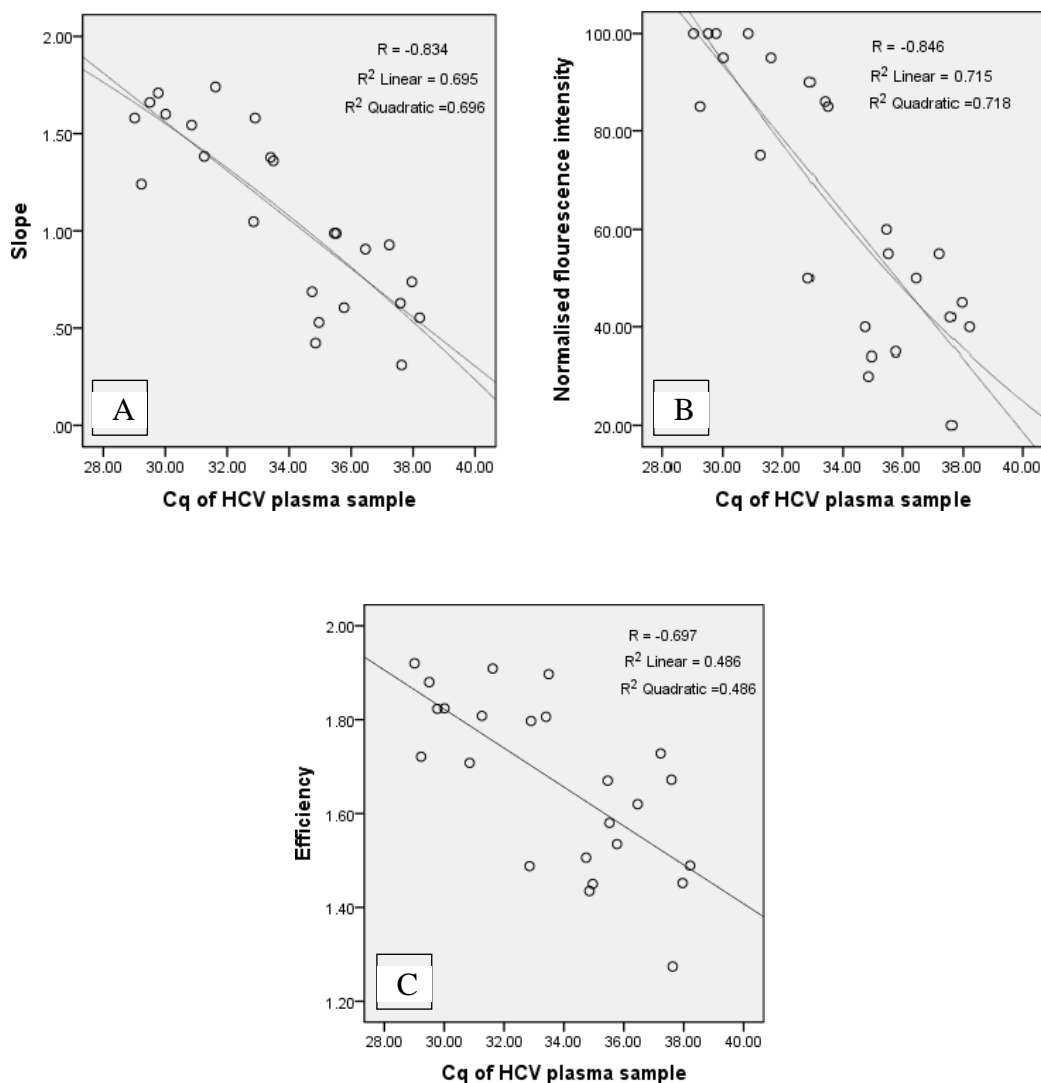 2.00
1.50
1.00
.50
.00
Slope
R = -0.834
R² Linear = 0.695
R² Quadratic = 0.696
A
28.00 30.00 32.00 34.00 36.00 38.00 40.00
Cq of HCV plasma sample
100.00
80.00
60.00
40.00
20.00
Normalised flourescence intensity
R = -0.846
R² Linear = 0.715
R² Quadratic =0.718
B
28.00 30.00 32.00 34.00 36.00 38.00 40.00
Cq of HCV plasma sample
2.00
1.80
1.60
1.40
1.20
Efficiency
R = -0.697
R² Linear = 0.486
R² Quadratic =0.486
C
28.00 30.00 32.00 34.00 36.00 38.00 40.00
Cq of HCV plasma sample